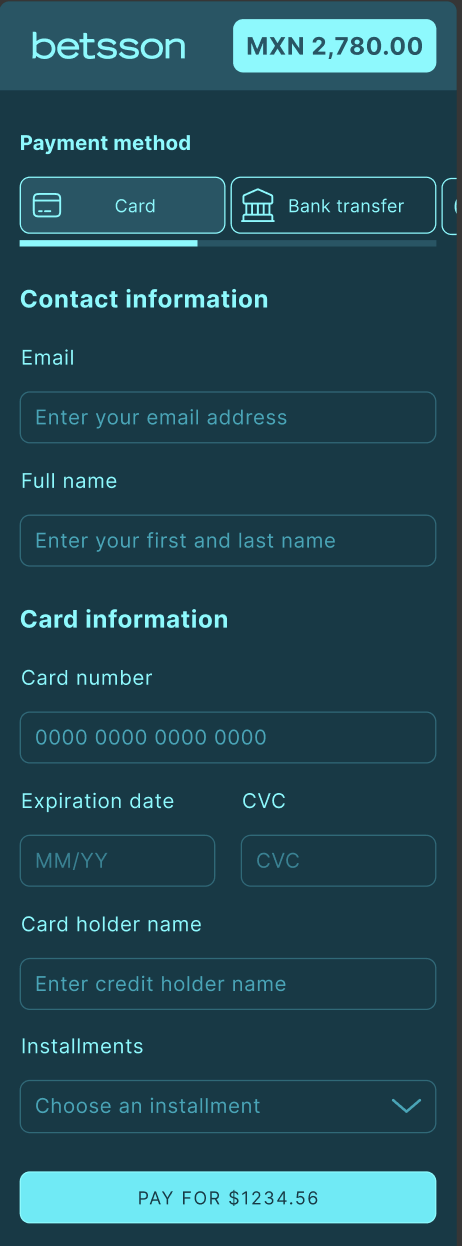 betsson
MXN 2,780.00
Payment method
Card
Bank transfer
Contact information
Email
Enter your email address
Full name
Enter your first and last name
Card information
Card number
0000 0000 0000 0000
Expiration date
CVC
MM/YY
CVC
Card holder name
Enter credit holder name
Installments
Choose an installment
PAY FOR $1234.56